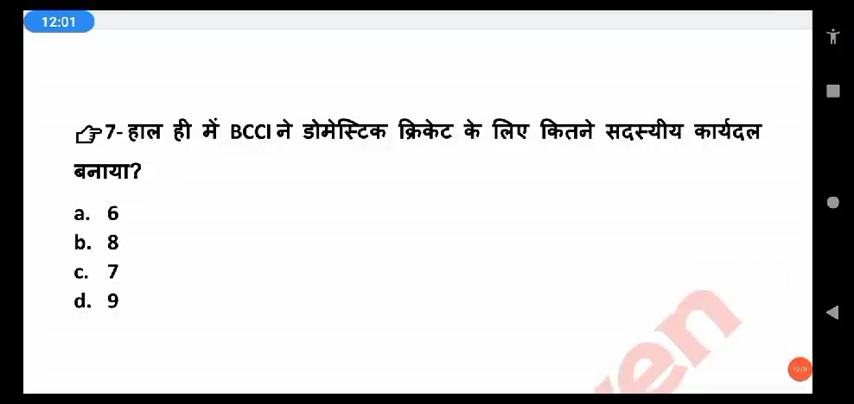 12:01
7- हाल ही में BCCI ने डोमेस्टिक क्रिकेट के लिए कितने सदस्यीय कार्यदल
बनाया?
a. 6
b. 8
c. 7
d. 9